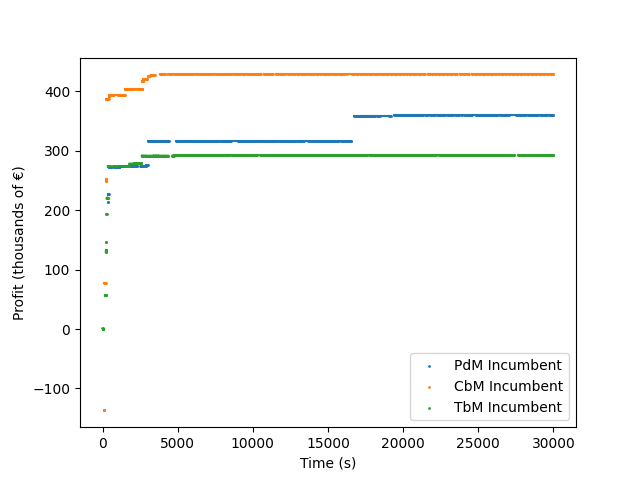 400
300
200
100
0
−100
Profit (thousands of €)
0 5000 10000 15000 20000 25000 30000
Time (s)
PdM Incumbent
CbM Incumbent
TbM Incumbent